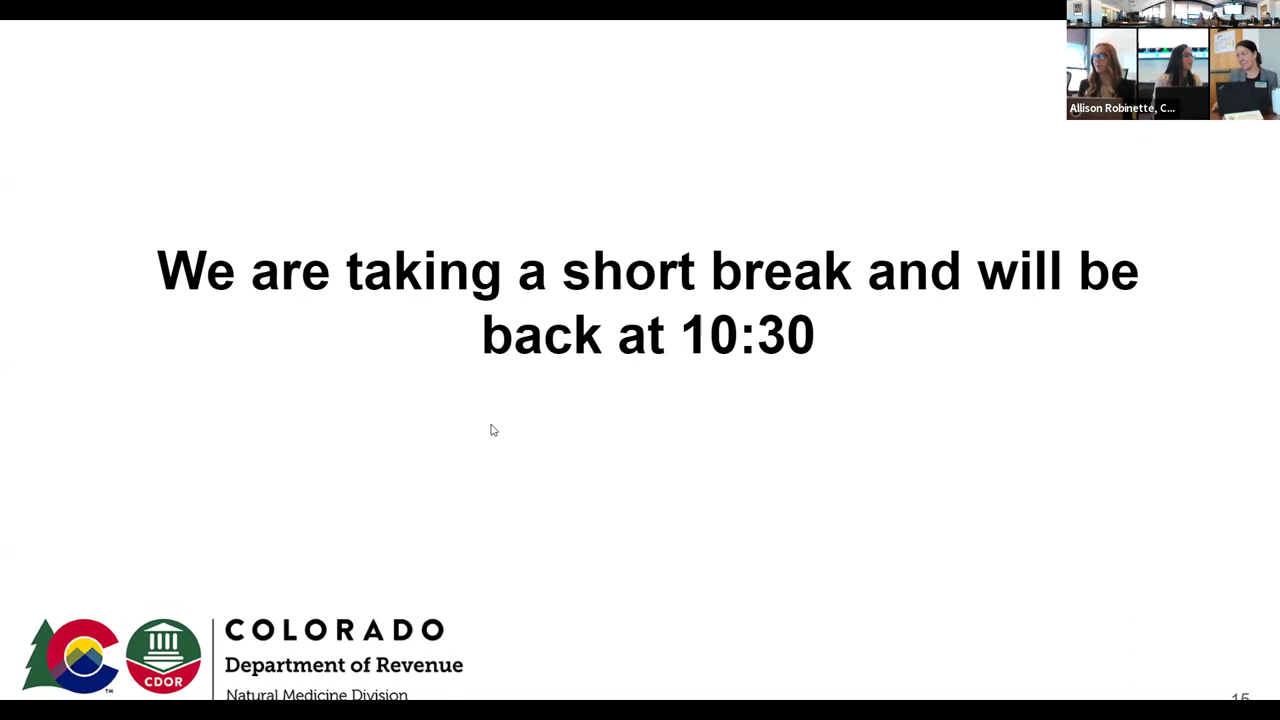 Allison Robinette, C...
We are taking a short break and will be
back at 10:30
COLORADO
Department of Revenue
Natural Medicine Division
CDOR
TM
15